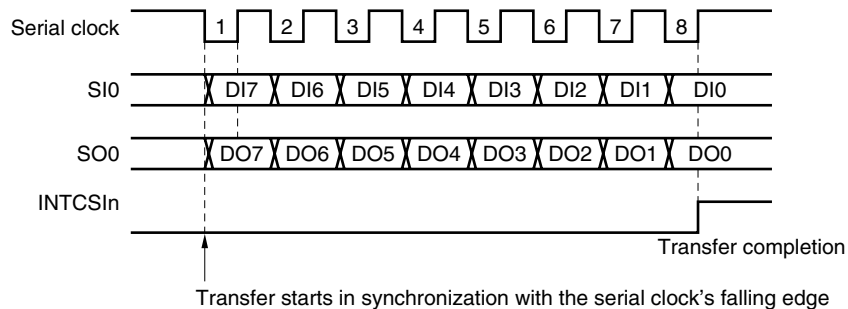 Serial clock 1 2 3 4 5 6 7 8
SI0 DI7 DI6 DI5 DI4 DI3 DI2 DI1 DI0
SO0 DO7 DO6 DO5 DO4 DO3 DO2 DO1 DO0
INTCSIn
Transfer completion
Transfer starts in synchronization with the serial clock's falling edge